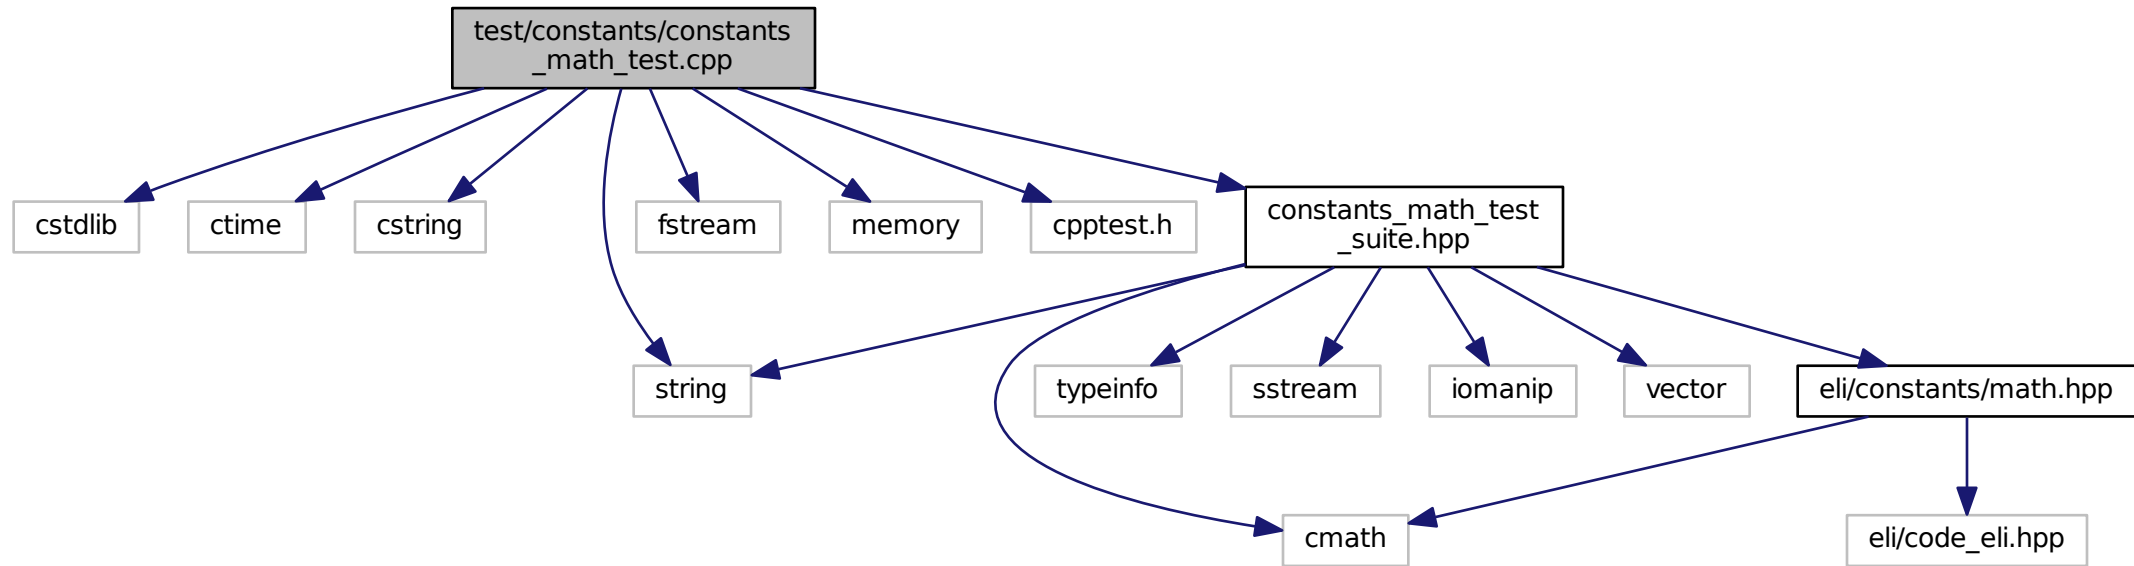 test/constants/constants
_math_test.cpp
cstdlib
ctime
cstring
fstream
memory
cpptest.h
constants_math_test
_suite.hpp
string
typeinfo
sstream
iomanip
vector
eli/constants/math.hpp
cmath
eli/code_eli.hpp